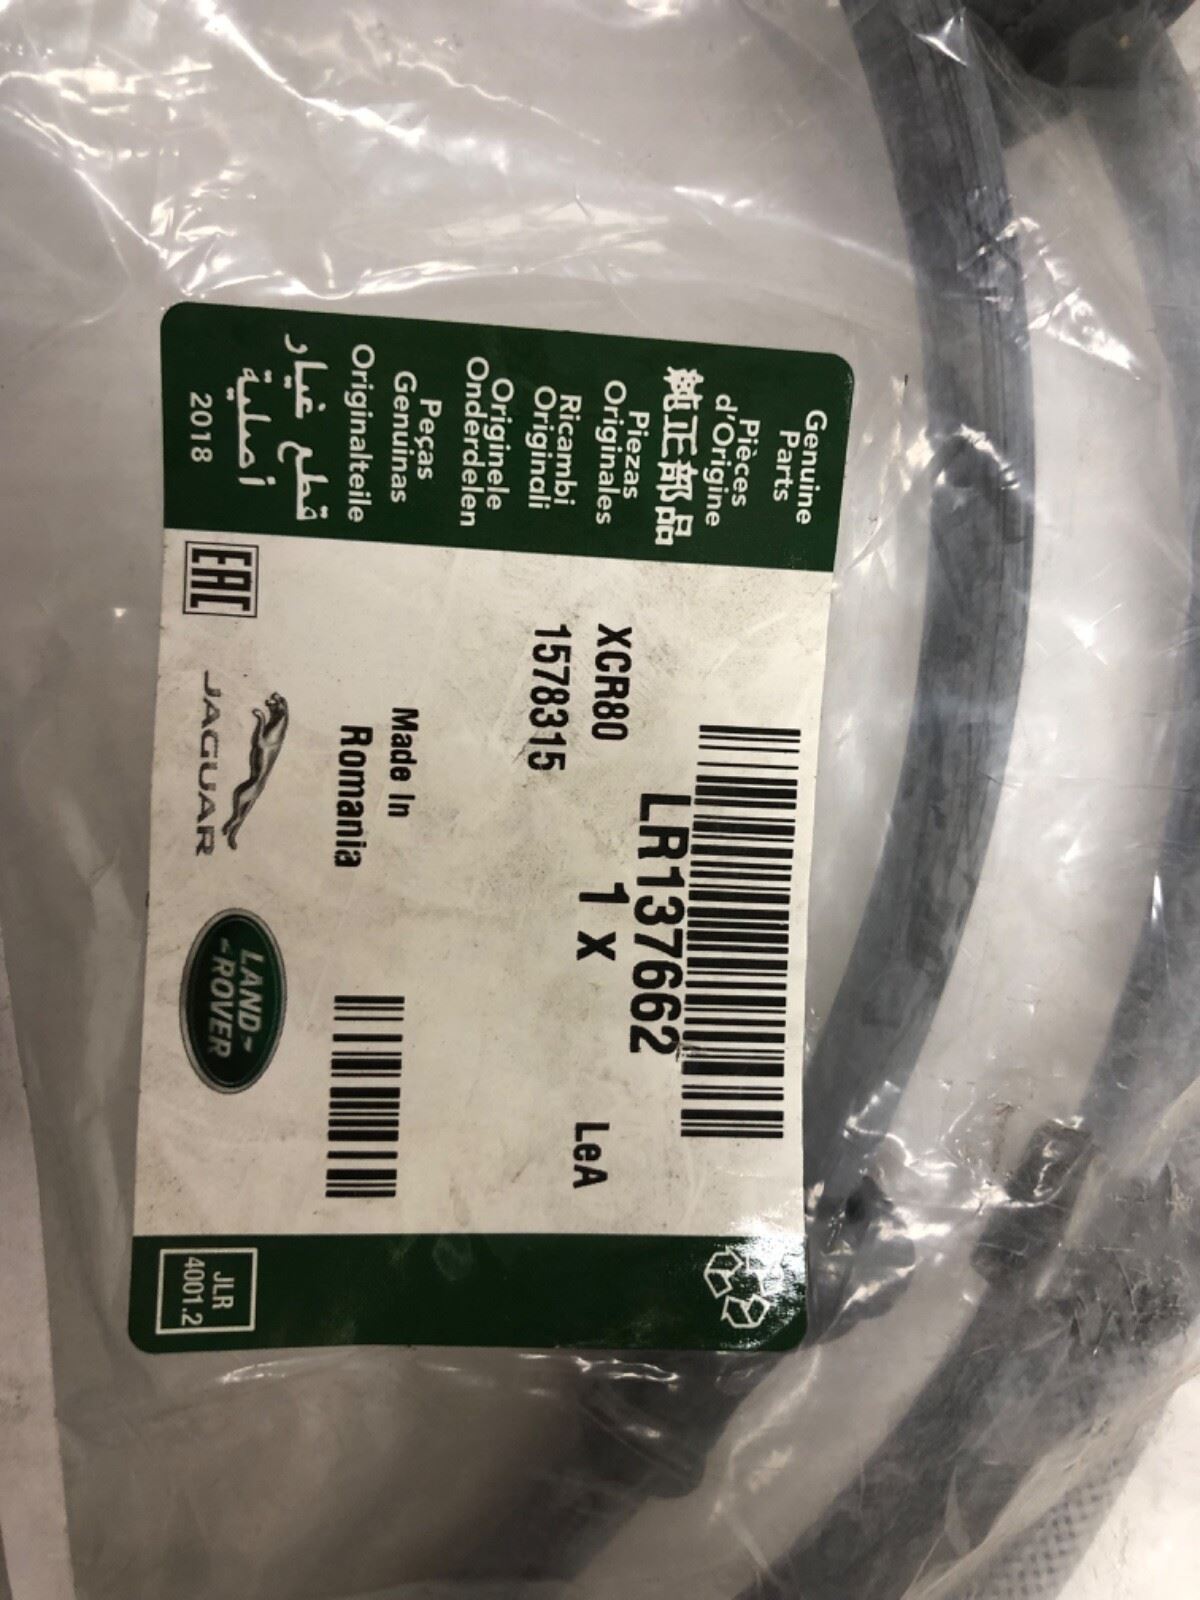 Genuine
Parts
Pièces
d'Origine
純正部品
Piezas
Originales
Ricambi
Originali
Originele
Onderdelen
Peças
Genuinas
Originalteile
قطع غيار
أصلية
2018
LR137662
XCR80
1 X
LeA
1578315
Made In
Romania
EAC
JAGUAR
LAND-
-ROVER
JLR
4001.2